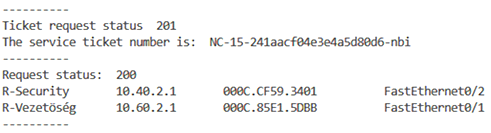 ----------
Ticket request status  201
The service ticket number is:  NC-15-241aacf04e3e4a5d80d6-nbi
----------
Request status:  200
R-Security	10.40.2.1	000C.CF59.3401	FastEthernet0/2
R-Vezetöség	10.60.2.1	000C.85E1.5DBB	FastEthernet0/1
----------